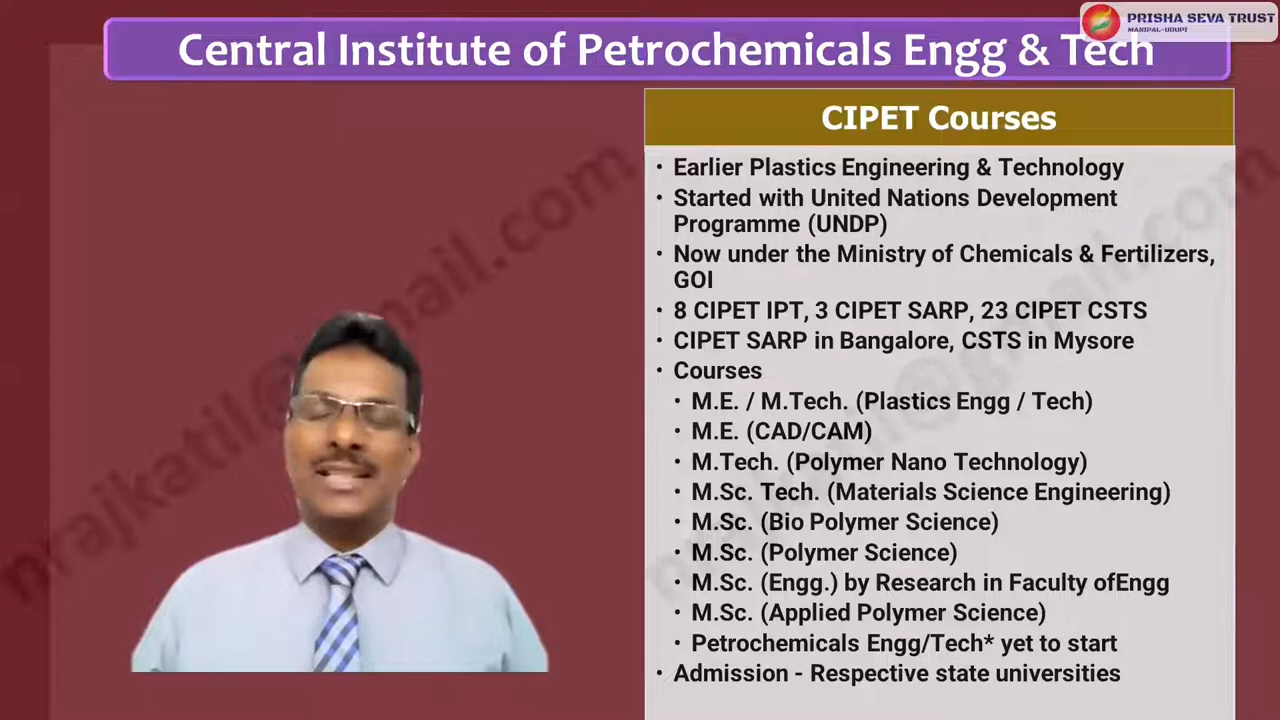 PRISHA SEVA TRUST
MANIPAL-UDUPI
Central Institute of Petrochemicals Engg & Tech
CIPET Courses
• Earlier Plastics Engineering & Technology
• Started with United Nations Development
Programme (UNDP)
• Now under the Ministry of Chemicals & Fertilizers,
GOI
• 8 CIPET IPT, 3 CIPET SARP, 23 CIPET CSTS
• CIPET SARP in Bangalore, CSTS in Mysore
• Courses
• M.E. / M.Tech. (Plastics Engg / Tech)
• M.E. (CAD/CAM)
• M.Tech. (Polymer Nano Technology)
• M.Sc. Tech. (Materials Science Engineering)
• M.Sc. (Bio Polymer Science)
• M.Sc. (Polymer Science)
• M.Sc. (Engg.) by Research in Faculty ofEngg
• M.Sc. (Applied Polymer Science)
• Petrochemicals Engg/Tech* yet to start
• Admission - Respective state universities